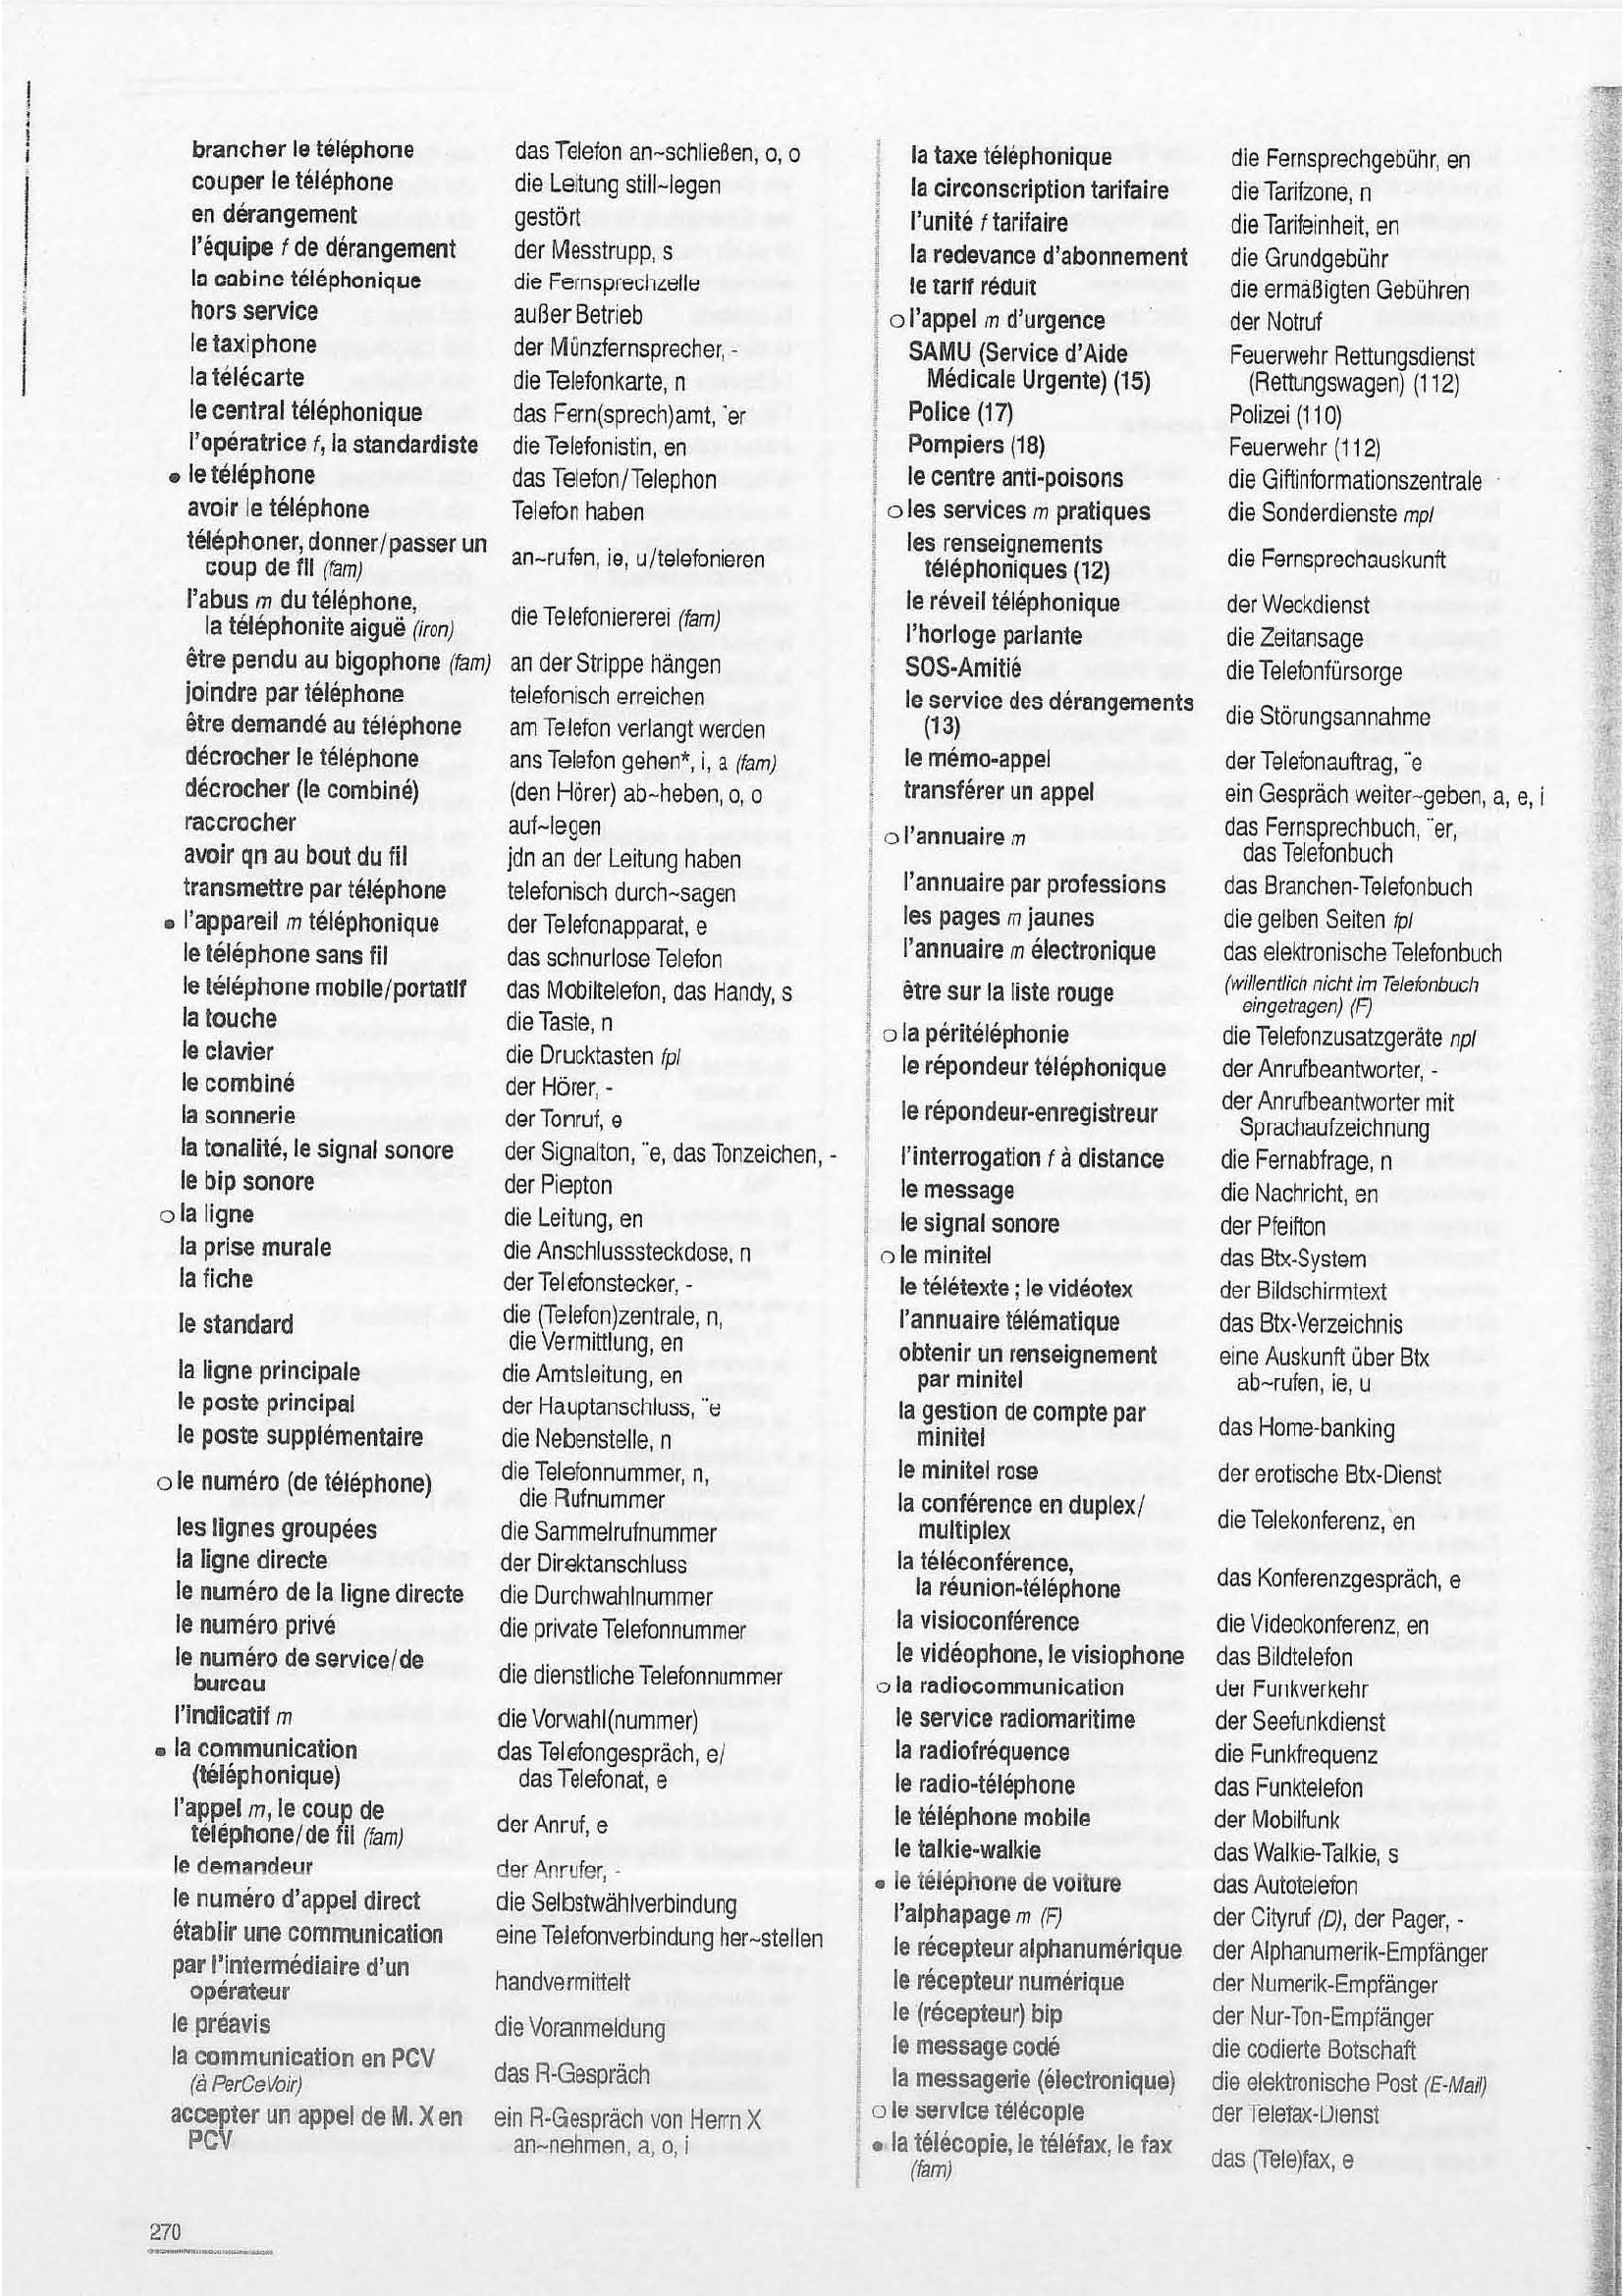 brancher le téléphone das Telefon an~schließen, o, o
couper le téléphone die Leitung still~legen
en dérangement gestört
l'équipe f de dérangement der Messtrupp, s
la cabine téléphonique die Fernsprechzelle
hors service außer Betrieb
le taxiphone der Münzfernsprecher, -
la télécarte die Telefonkarte, n
le central téléphonique das Fern(sprech)amt, ¨er
l'opératrice f, la standardiste die Telefonistin, en
• le téléphone das Telefon/Telephon
avoir le téléphone Telefon haben
téléphoner, donner/passer un
coup de fil (fam) an~rufen, ie, u/telefonieren
l'abus m du téléphone,
la téléphonite aiguë (iron) die Telefoniererei (fam)
être pendu au bigophone (fam) an der Strippe hängen
joindre par téléphone telefonisch erreichen
être demandé au téléphone am Telefon verlangt werden
décrocher le téléphone ans Telefon gehen*, i, a (fam)
décrocher (le combiné) (den Hörer) ab~heben, o, o
raccrocher auf~legen
avoir qn au bout du fil jdn an der Leitung haben
transmettre par téléphone telefonisch durch~sagen
• l'appareil m téléphonique der Telefonapparat, e
le téléphone sans fil das schnurlose Telefon
le téléphone mobile/portatif das Mobiltelefon, das Handy, s
la touche die Taste, n
le clavier die Drucktasten fpl
le combiné der Hörer, -
la sonnerie der Tonruf, e
la tonalité, le signal sonore der Signalton, ¨e, das Tonzeichen, -
le bip sonore der Piepton
o la ligne die Leitung, en
la prise murale die Anschlusssteckdose, n
la fiche der Telefonstecker, -
le standard die (Telefon)zentrale, n,
die Vermittlung, en
la ligne principale die Amtsleitung, en
le poste principal der Hauptanschluss, ¨e
le poste supplémentaire die Nebenstelle, n
o le numéro (de téléphone) die Telefonnummer, n,
die Rufnummer
les lignes groupées die Sammelrufnummer
la ligne directe der Direktanschluss
le numéro de la ligne directe die Durchwahlnummer
le numéro privé die private Telefonnummer
le numéro de service/de
bureau die dienstliche Telefonnummer
l'indicatif m die Vorwahl(nummer)
• la communication das Telefongespräch, e/
(téléphonique) das Telefonat, e
l'appel m, le coup de
téléphone/de fil (fam) der Anruf, e
le demandeur der Anrufer, -
le numéro d'appel direct die Selbstwählverbindung
établir une communication eine Telefonverbindung her~stellen
par l'intermédiaire d'un
opérateur handvermittelt
le préavis die Voranmeldung
la communication en PCV
(à PerCeVoir) das R-Gespräch
accepter un appel de M. X en ein R-Gespräch von Herrn X
PCV an~nehmen, a, o, i
270
la taxe téléphonique die Fernsprechgebühr, en
la circonscription tarifaire die Tarifzone, n
l'unité f tarifaire die Tarifeinheit, en
la redevance d'abonnement die Grundgebühr
le tarif réduit die ermäßigten Gebühren
o l'appel m d'urgence der Notruf
SAMU (Service d'Aide Feuerwehr Rettungsdienst
Médicale Urgente) (15) (Rettungswagen) (112)
Police (17) Polizei (110)
Pompiers (18) Feuerwehr (112)
le centre anti-poisons die Giftinformationszentrale
o les services m pratiques die Sonderdienste mpl
les renseignements
téléphoniques (12) die Fernsprechauskunft
le réveil téléphonique der Weckdienst
l'horloge parlante die Zeitansage
SOS-Amitié die Telefonfürsorge
le service des dérangements
(13) die Störungsannahme
le mémo-appel der Telefonauftrag, ¨e
transférer un appel ein Gespräch weiter~geben, a, e, i
o l'annuaire m das Fernsprechbuch, ¨er,
das Telefonbuch
l'annuaire par professions das Branchen-Telefonbuch
les pages m jaunes die gelben Seiten fpl
l'annuaire m électronique das elektronische Telefonbuch
être sur la liste rouge (willentlich nicht im Telefonbuch
eingetragen) (F)
o la péritéléphonie die Telefonzusatzgeräte npl
le répondeur téléphonique der Anrufbeantworter, -
le répondeur-enregistreur der Anrufbeantworter mit
Sprachaufzeichnung
l'interrogation f à distance die Fernabfrage, n
le message die Nachricht, en
le signal sonore der Pfeifton
o le minitel das Btx-System
le télétexte ; le vidéotex der Bildschirmtext
l'annuaire télématique das Btx-Verzeichnis
obtenir un renseignement eine Auskunft über Btx
par minitel ab~rufen, ie, u
la gestion de compte par
minitel das Home-banking
le minitel rose der erotische Btx-Dienst
la conférence en duplex/
multiplex die Telekonferenz, en
la téléconférence,
la réunion-téléphone das Konferenzgespräch, e
la visioconférence die Videokonferenz, en
le vidéophone, le visiophone das Bildtelefon
o la radiocommunication der Funkverkehr
le service radiomaritime der Seefunkdienst
la radiofréquence die Funkfrequenz
le radio-téléphone das Funktelefon
le téléphone mobile der Mobilfunk
le talkie-walkie das Walkie-Talkie, s
• le téléphone de voiture das Autotelefon
l'alphapage m (F) der Cityruf (D), der Pager, -
le récepteur alphanumérique der Alphanumerik-Empfänger
le récepteur numérique der Numerik-Empfänger
le (récepteur) bip der Nur-Ton-Empfänger
le message codé die codierte Botschaft
la messagerie (électronique) die elektronische Post (E-Mail)
o le service télécopie der Telefax-Dienst
• la télécopie, le téléfax, le fax
(fam) das (Tele)fax, e